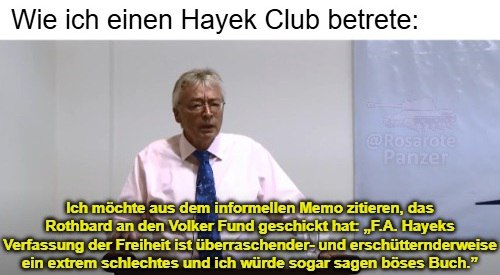 Wie ich einen Hayek Club betrete:
@Rosarote
Panzer
Ich möchte aus dem informellen Memo zitieren, das
Rothbard an den Volker Fund geschickt hat: „F.A. Hayeks
Verfassung der Freiheit ist überraschender- und erschütternderweise
ein extrem schlechtes und ich würde sogar sagen böses Buch.”